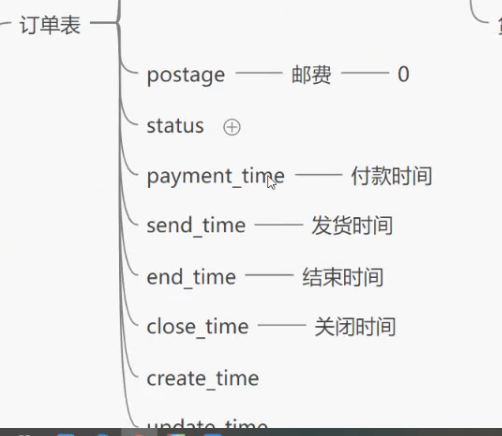 订单表
postage 邮费 0
status
payment_time 付款时间
send_time 发货时间
end_time 结束时间
close_time 关闭时间
create_time
update_time